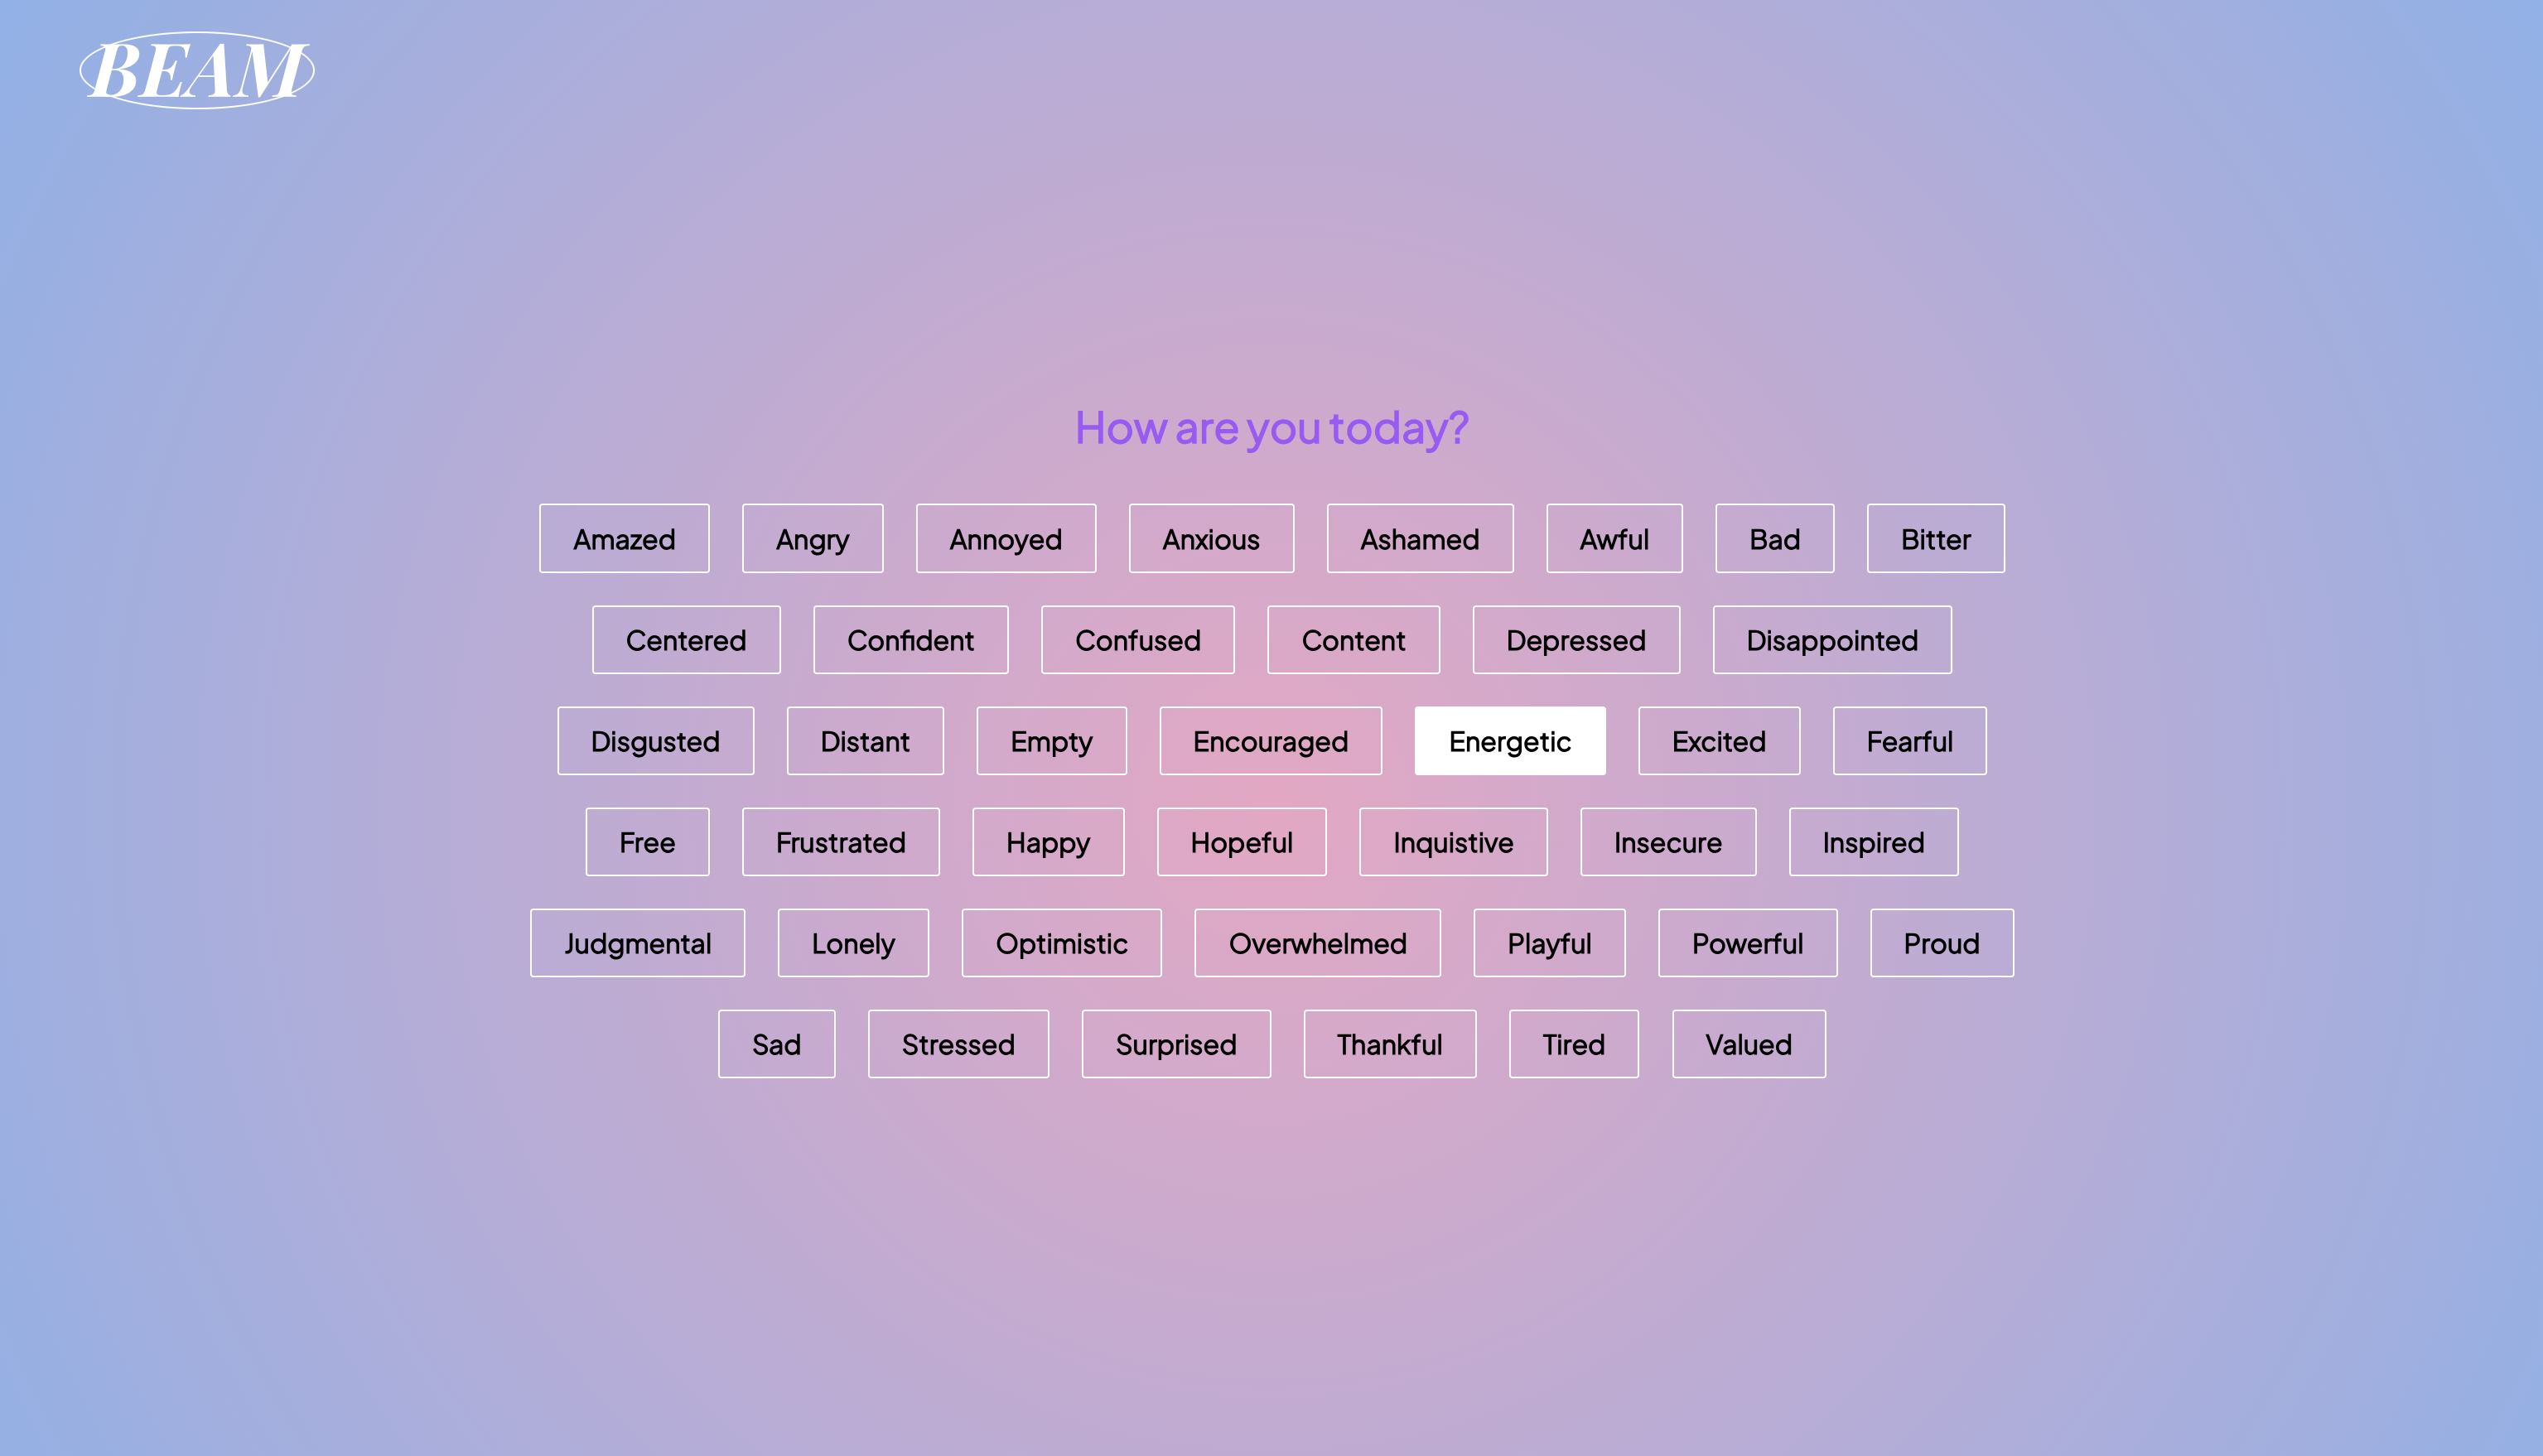 BEAM
How are you today?
Amazed Angry Annoyed Anxious Ashamed Awful Bad Bitter
Centered Confident Confused Content Depressed Disappointed
Disgusted Distant Empty Encouraged Energetic Excited Fearful
Free Frustrated Happy Hopeful Inquistive Insecure Inspired
Judgmental Lonely Optimistic Overwhelmed Playful Powerful Proud
Sad Stressed Surprised Thankful Tired Valued